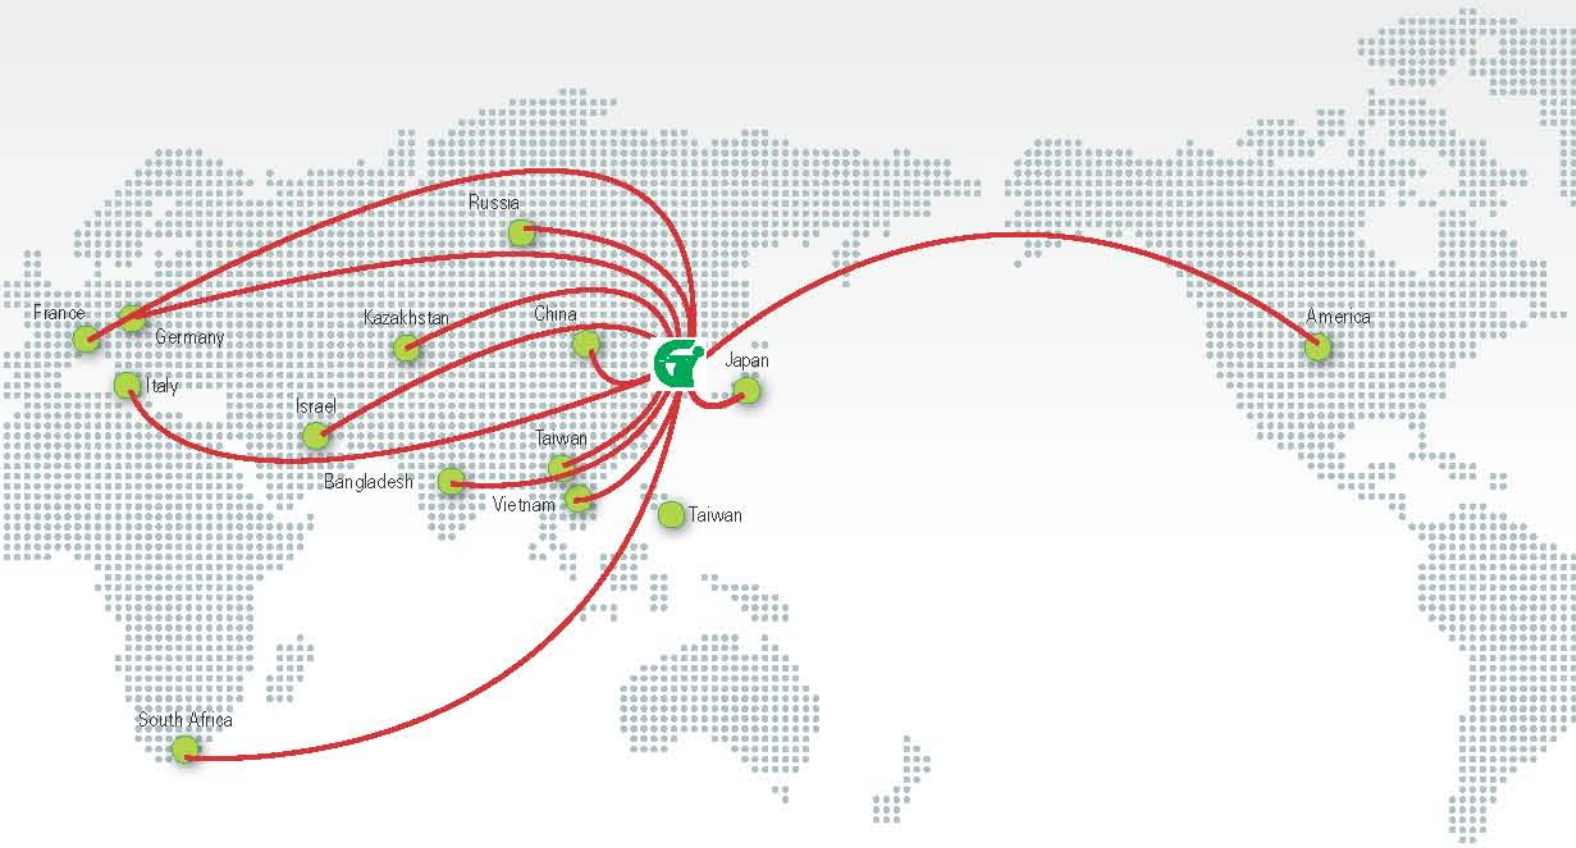 Russia
France
Germany
Kazakhstan
China
America
Japan
Italy
Israel
Taiwan
Bangladesh
Vietnam
Taiwan
South Africa